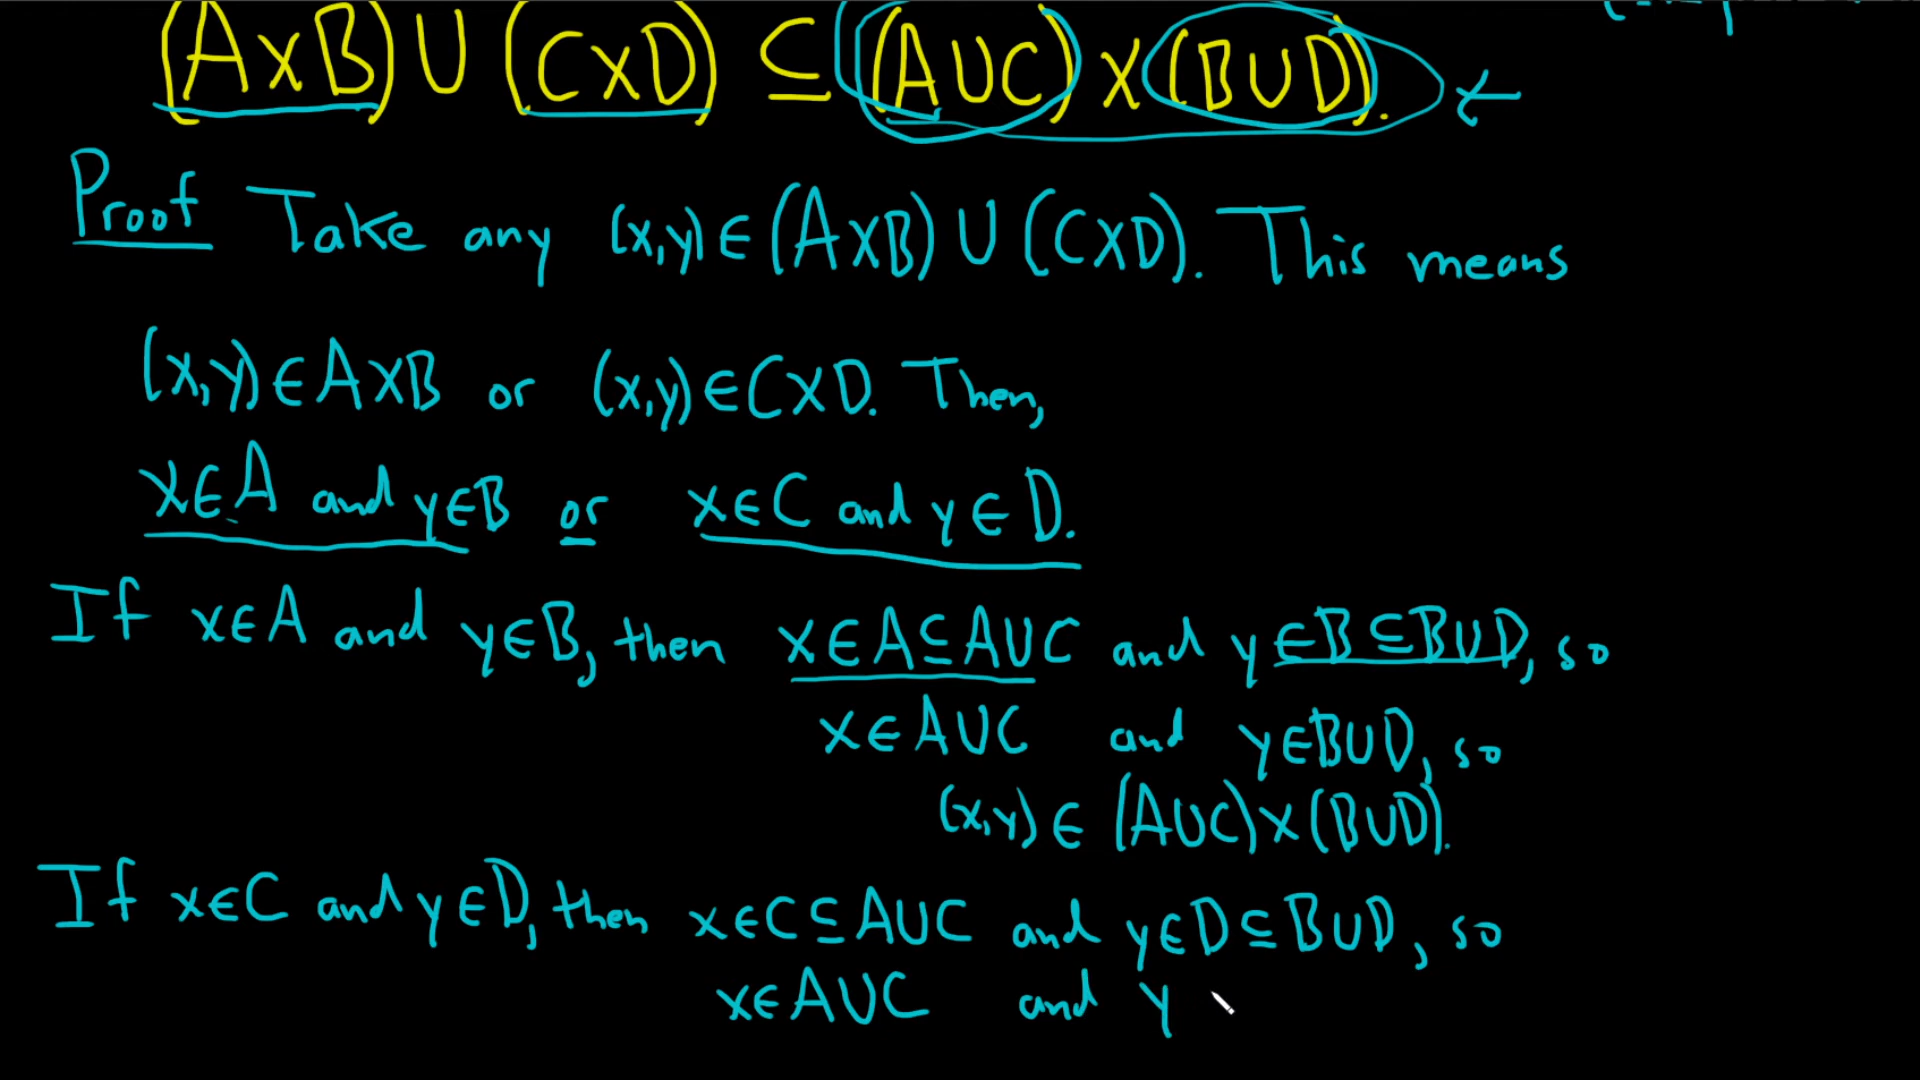 (A×B)∪(C×D) ⊆ (A∪C)×(B∪D).
Proof Take any (x,y)∈(A×B)∪(C×D). This means
(x,y)∈A×B or (x,y)∈C×D. Then,
x∈A and y∈B or x∈C and y∈D.
If x∈A and y∈B, then x∈A⊆A∪C and y∈B⊆B∪D, so
x∈A∪C and y∈B∪D, so
(x,y)∈(A∪C)×(B∪D).
If x∈C and y∈D, then x∈C⊆A∪C and y∈D⊆B∪D, so
x∈A∪C and y